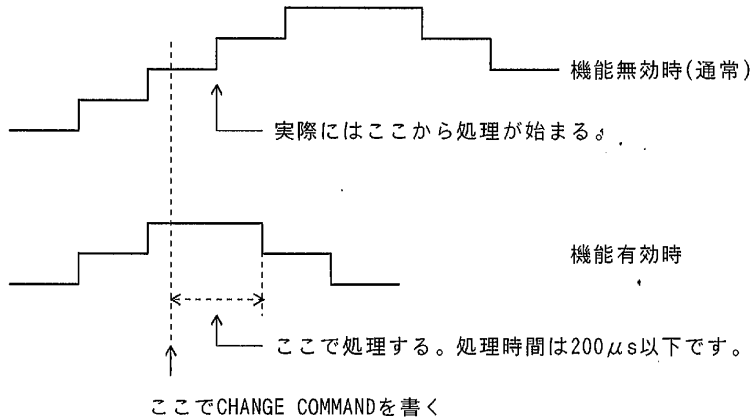 機能無効時(通常)
実際にはここから処理が始まる。
機能有効時
ここで処理する。処理時間は200μs以下です。
ここでCHANGE COMMANDを書く